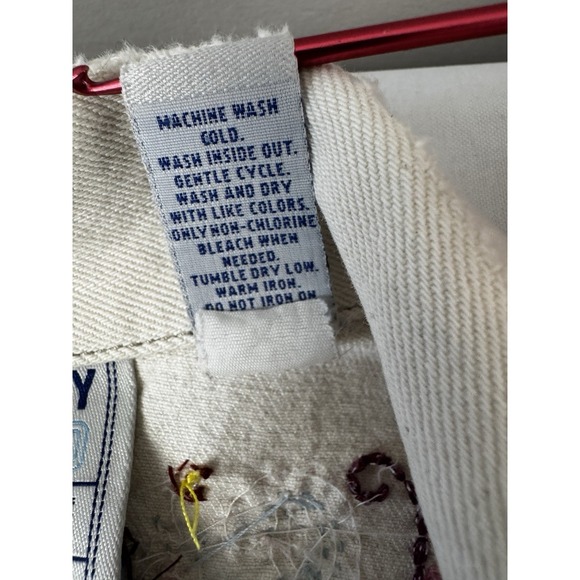 MACHINE WASH
COLD.
WASH INSIDE OUT.
GENTLE CYCLE.
WASH AND DRY
WITH LIKE COLORS.
ONLY NON-CHLORINE
BLEACH WHEN
NEEDED.
TUMBLE DRY LOW.
WARM IRON.
DO NOT IRON ON
Y